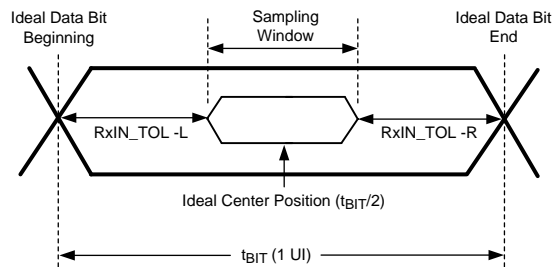 Ideal Data Bit
Beginning
Sampling
Window
Ideal Data Bit
End
RxIN_TOL -L
RxIN_TOL -R
Ideal Center Position (tBIT/2)
tBIT (1 UI)